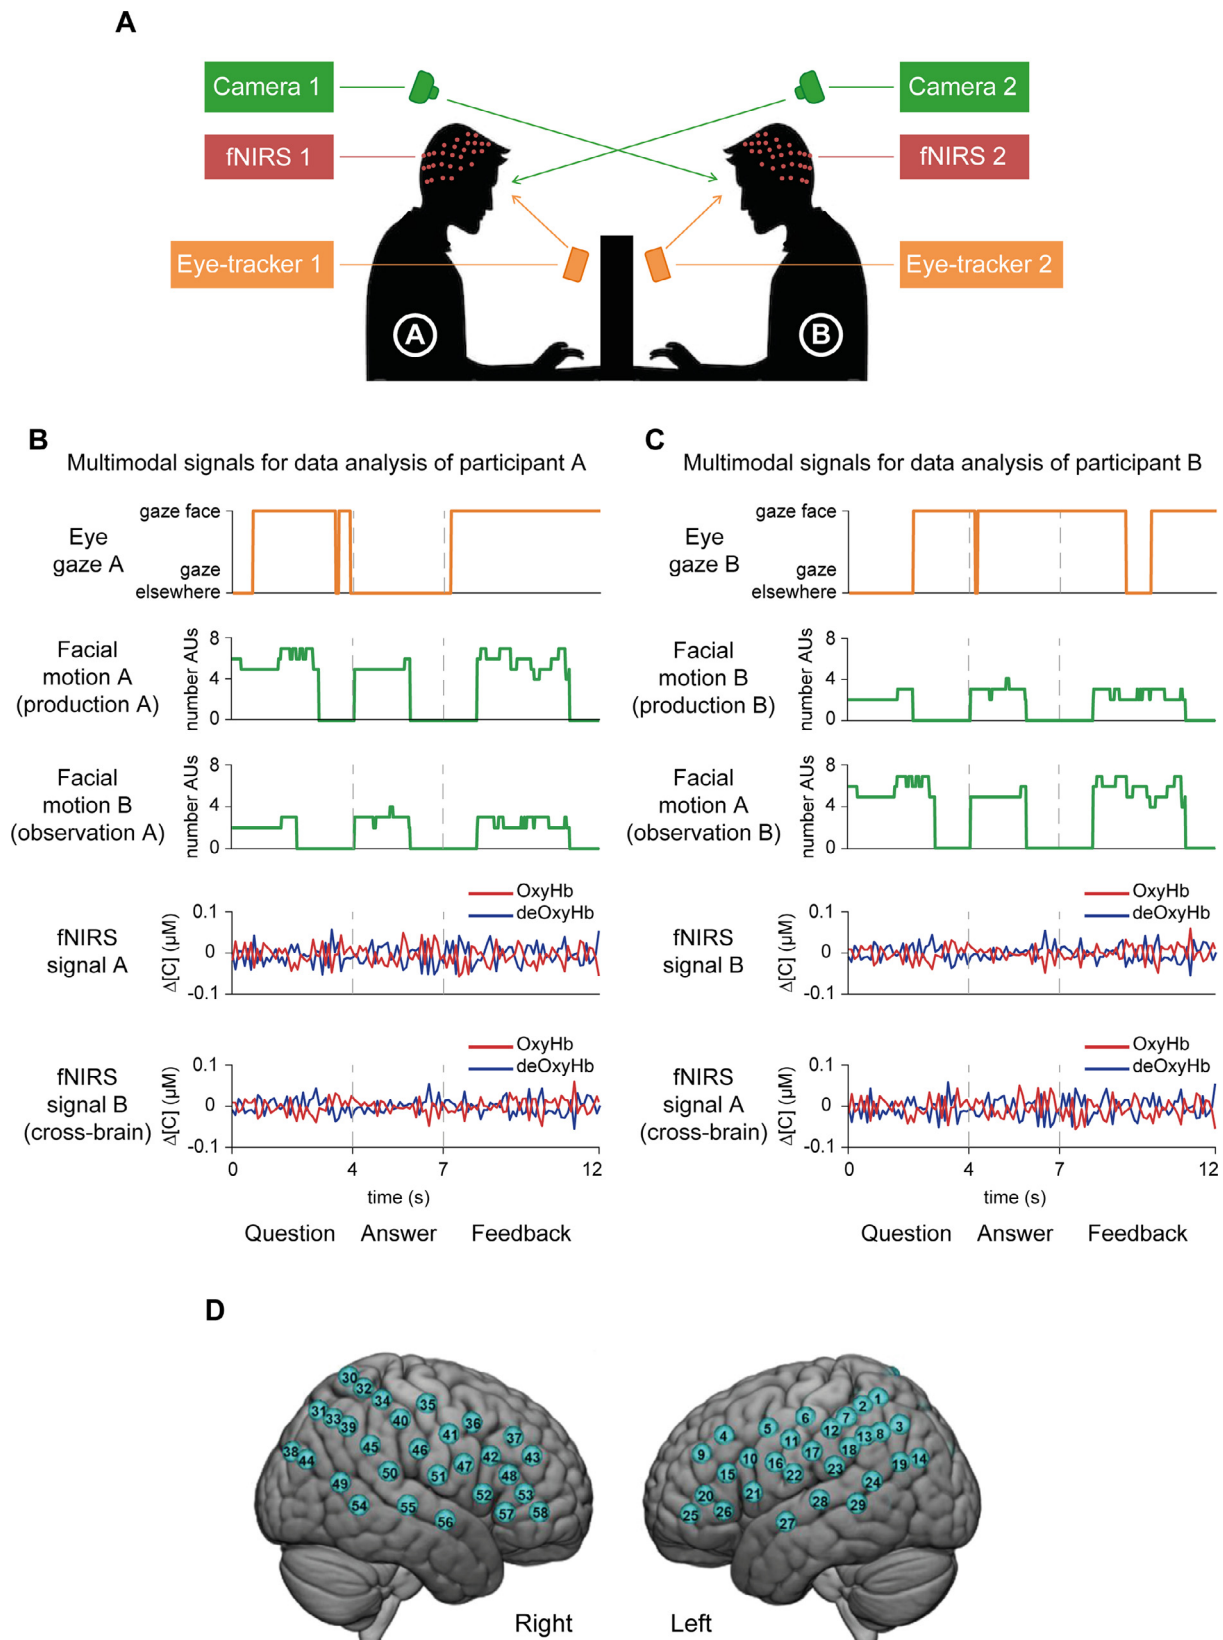 A
Camera 1
Camera 2
fNIRS 1
fNIRS 2
Eye-tracker 1
Eye-tracker 2
A
B
B
Multimodal signals for data analysis of participant A
gaze face
Eye
gaze A
gaze
elsewhere
Facial
motion A
(production A)
number AUs
8
4
0
Facial
motion B
(observation A)
number AUs
8
4
0
OxyHb
deOxyHb
fNIRS
signal A
Δ[C] (μM)
0.1
0
-0.1
OxyHb
deOxyHb
fNIRS
signal B
(cross-brain)
Δ[C] (μM)
0.1
0
-0.1
0 4 7 12
time (s)
Question Answer Feedback
C
Multimodal signals for data analysis of participant B
gaze face
Eye
gaze B
gaze
elsewhere
Facial
motion B
(production B)
number AUs
8
4
0
Facial
motion A
(observation B)
number AUs
8
4
0
OxyHb
deOxyHb
fNIRS
signal B
Δ[C] (μM)
0.1
0
-0.1
OxyHb
deOxyHb
fNIRS
signal A
(cross-brain)
Δ[C] (μM)
0.1
0
-0.1
0 4 7 12
time (s)
Question Answer Feedback
D
30
32
34 35
31 33 39 40 36
41 37
38 44 45 46 42 43
50 51 47 48
49 52 53
54 55 56 57 58
Right
1
2
6 7 3
4 5 12 13 8
9 10 11 17 18 19 14
15 16 22 23 24
20 21 28 29
25 26 27
Left